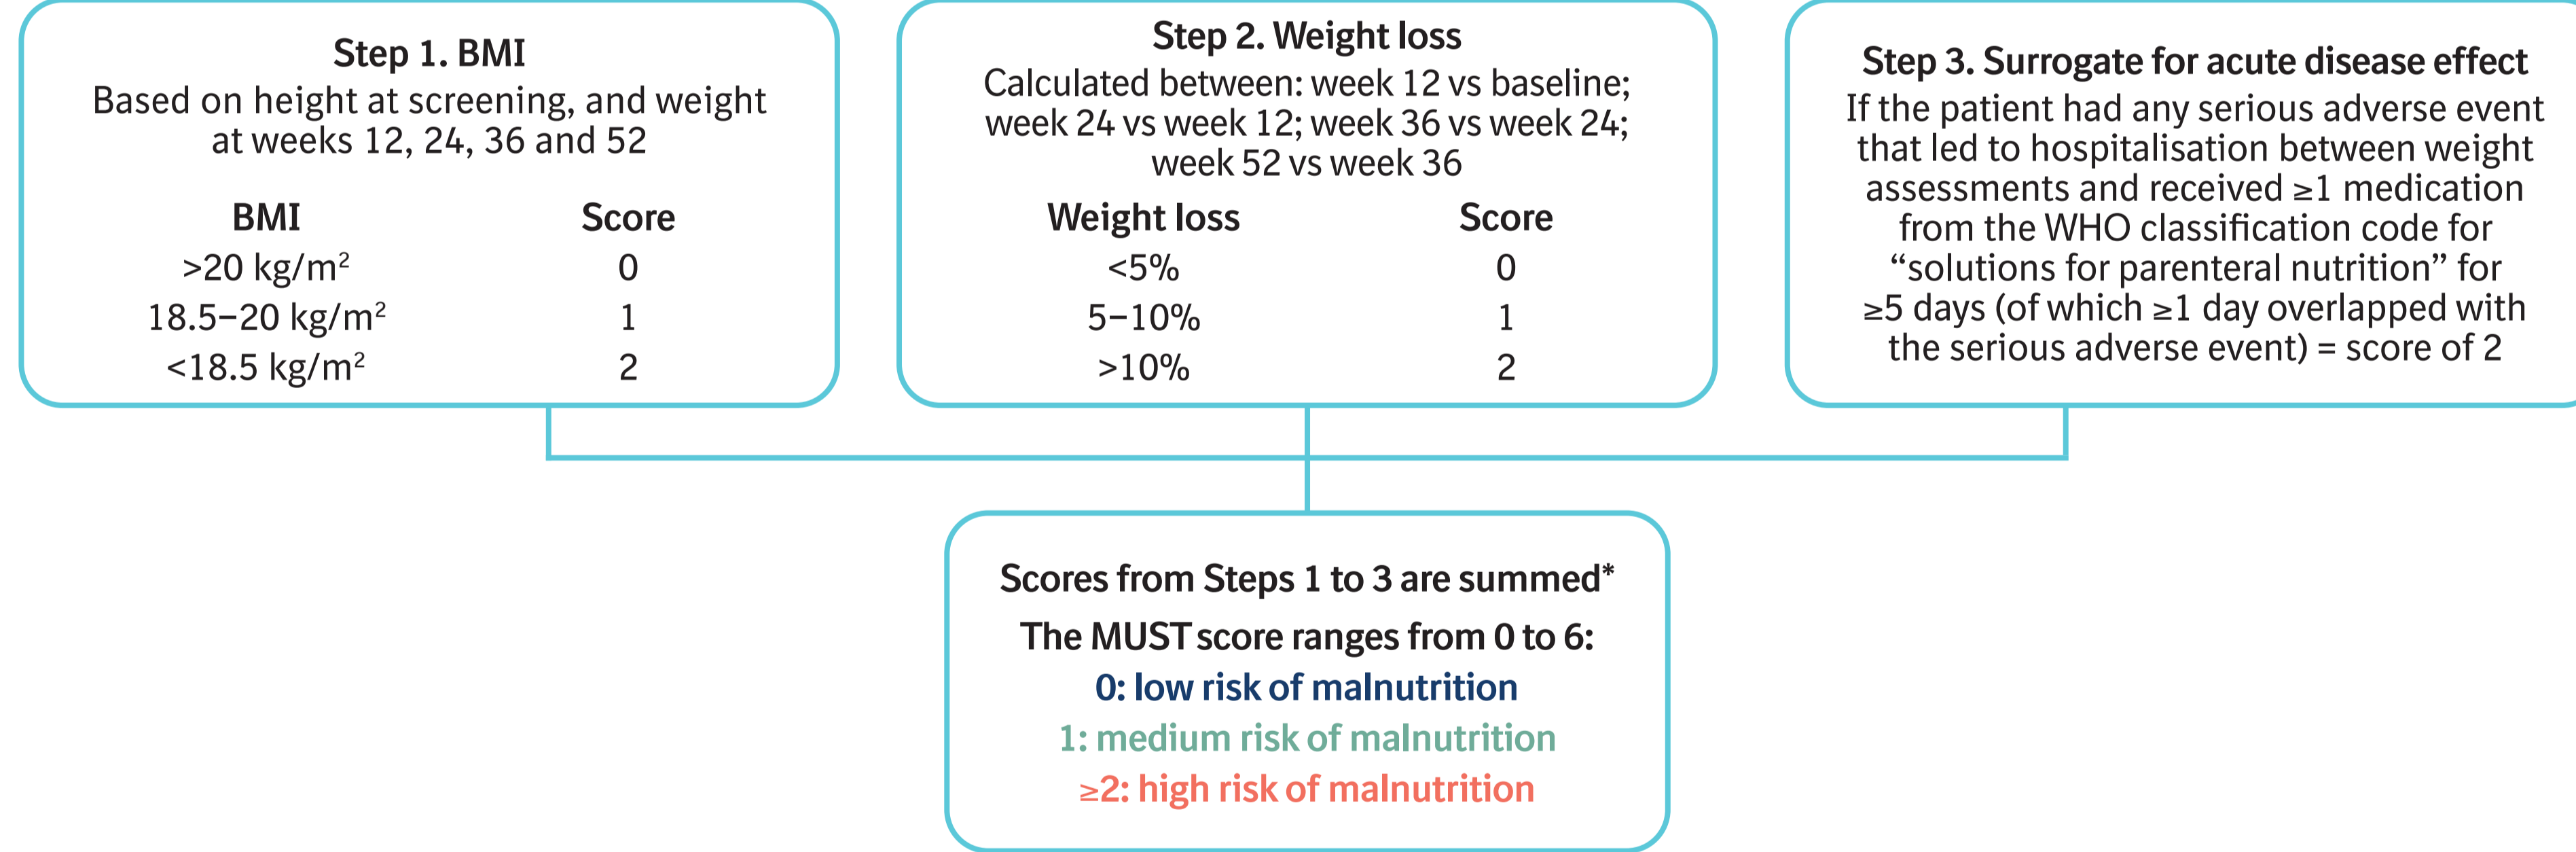 Step 1. BMI
Based on height at screening, and weight
at weeks 12, 24, 36 and 52
BMI Score
>20 kg/m² 0
18.5–20 kg/m² 1
<18.5 kg/m² 2
Step 2. Weight loss
Calculated between: week 12 vs baseline;
week 24 vs week 12; week 36 vs week 24;
week 52 vs week 36
Weight loss Score
<5% 0
5–10% 1
>10% 2
Step 3. Surrogate for acute disease effect
If the patient had any serious adverse event
that led to hospitalisation between weight
assessments and received ≥1 medication
from the WHO classification code for
“solutions for parenteral nutrition” for
≥5 days (of which ≥1 day overlapped with
the serious adverse event) = score of 2
Scores from Steps 1 to 3 are summed*
The MUST score ranges from 0 to 6:
0: low risk of malnutrition
1: medium risk of malnutrition
≥2: high risk of malnutrition